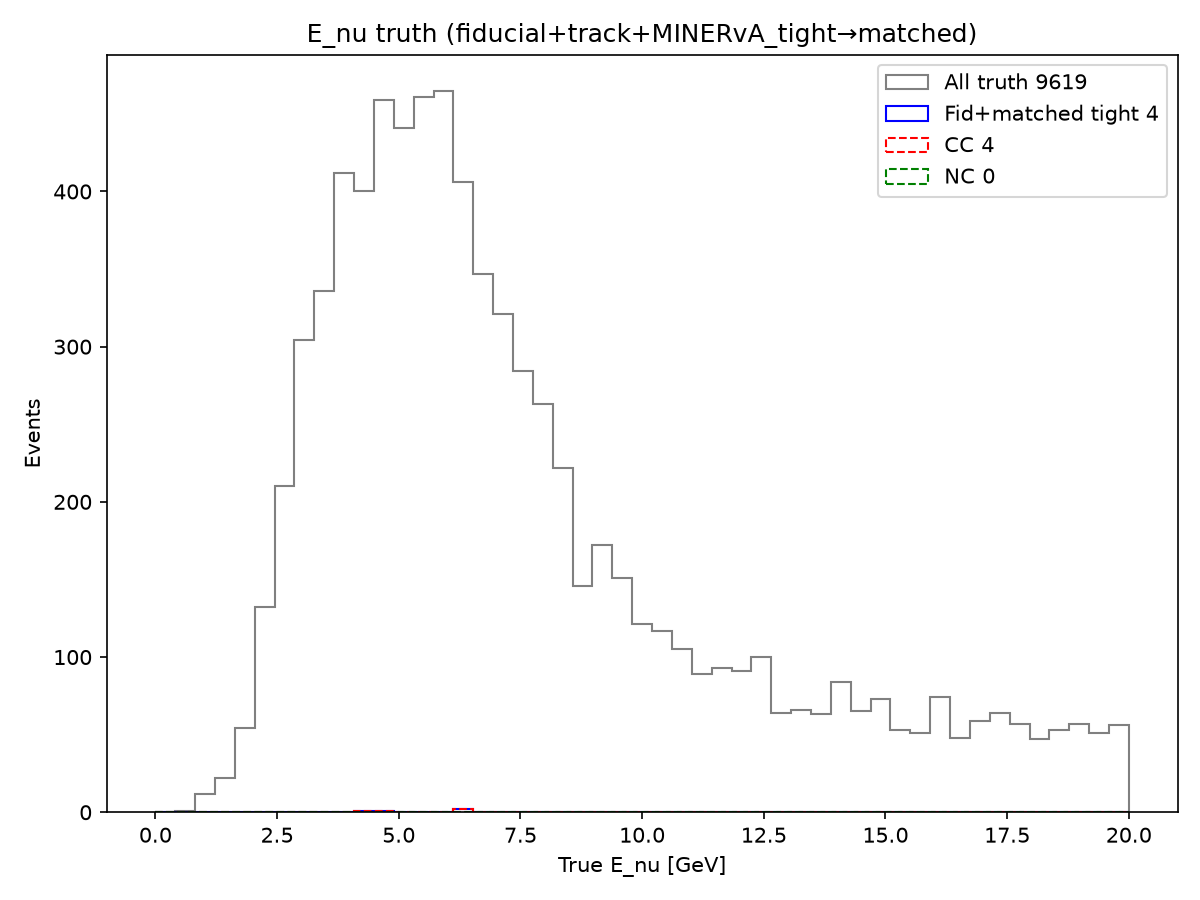 E_nu truth (fiducial+track+MINERvA_tight→matched)
All truth 9619
Fid+matched tight 4
CC 4
NC 0
Events
400
300
200
100
0
0.0 2.5 5.0 7.5 10.0 12.5 15.0 17.5 20.0
True E_nu [GeV]